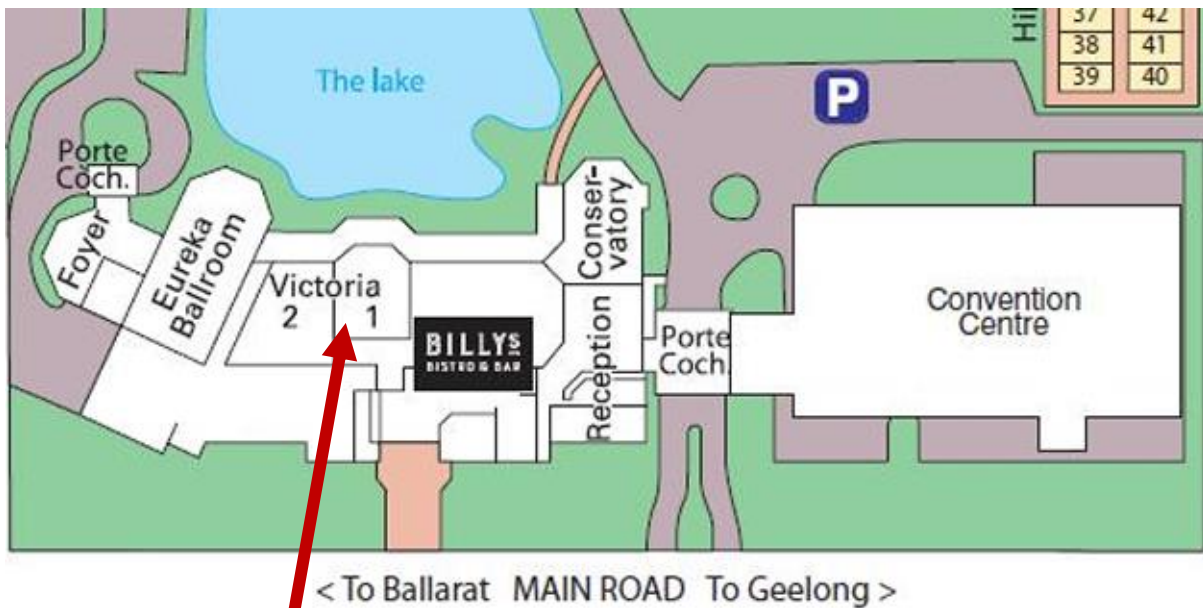 Hil
37 42
38 41
39 40
The lake
P
Porte
Coch.
Foyer
Eureka
Ballroom
Victoria
2 1
BILLYS
BISTRO & BAR
Conser-
vatory
Reception
Porte
Coch.
Convention
Centre
< To Ballarat MAIN ROAD To Geelong >